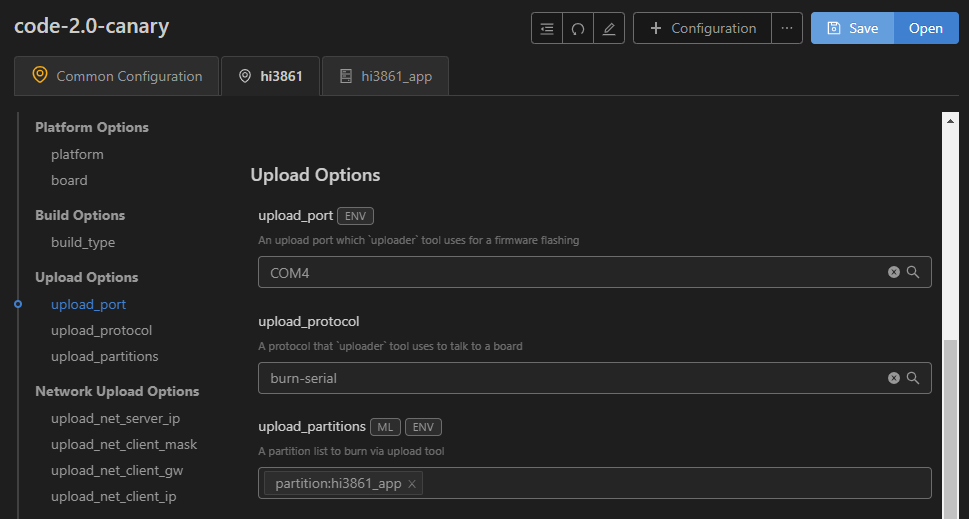 code-2.0-canary
Configuration
Save
Open
Common Configuration
hi3861
hi3861_app
Platform Options
platform
board
Build Options
build_type
Upload Options
upload_port
upload_protocol
upload_partitions
Network Upload Options
upload_net_server_ip
upload_net_client_mask
upload_net_client_gw
upload_net_client_ip
Upload Options
upload_port ENV
An upload port which `uploader` tool uses for a firmware flashing
COM4
upload_protocol
A protocol that `uploader` tool uses to talk to a board
burn-serial
upload_partitions ML ENV
A partition list to burn via upload tool
partition:hi3861_app